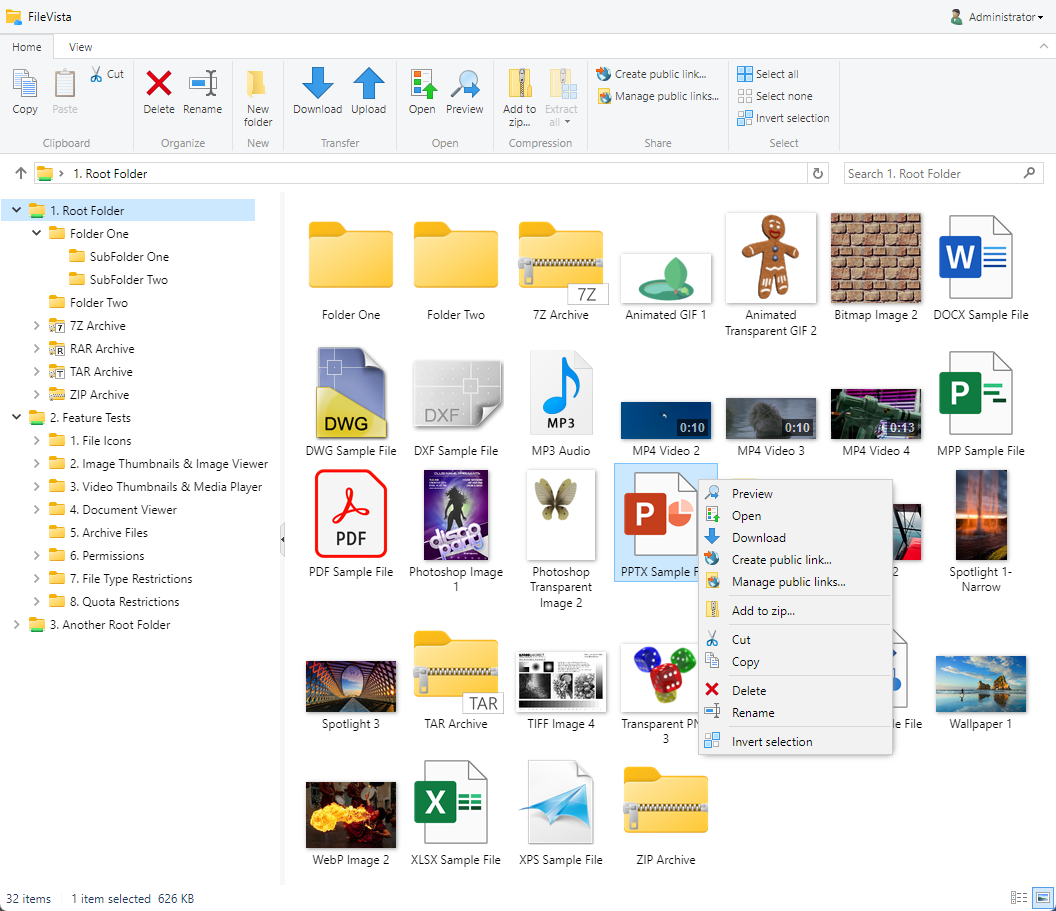 FileVista
Administrator
Home
View
Copy
Paste
Cut
Delete
Rename
New
folder
Download
Upload
Open
Preview
Add to
zip...
Extract
all
Create public link...
Manage public links...
Select all
Select none
Invert selection
Clipboard
Organize
New
Transfer
Open
Compression
Share
Select
1. Root Folder
Search 1. Root Folder
1. Root Folder
Folder One
SubFolder One
SubFolder Two
Folder Two
7Z Archive
RAR Archive
TAR Archive
ZIP Archive
2. Feature Tests
1. File Icons
2. Image Thumbnails & Image Viewer
3. Video Thumbnails & Media Player
4. Document Viewer
5. Archive Files
6. Permissions
7. File Type Restrictions
8. Quota Restrictions
3. Another Root Folder
7Z
W
Folder One
Folder Two
7Z Archive
Animated GIF 1
Animated
Transparent GIF 2
Bitmap Image 2
DOCX Sample File
DWG
DXF
MP3
0:10
0:10
0:13
P
DWG Sample File
DXF Sample File
MP3 Audio
MP4 Video 2
MP4 Video 3
MP4 Video 4
MPP Sample File
PDF
disco
party
P
PDF Sample File
Photoshop Image
1
Photoshop
Transparent
Image 2
PPTX Sample F
2
Spotlight 1-
Narrow
Preview
Open
Download
Create public link...
Manage public links...
Add to zip...
Cut
Copy
Delete
Rename
Invert selection
TAR
Spotlight 3
TAR Archive
TIFF Image 4
Transparent PN
3
le File
Wallpaper 1
X
WebP Image 2
XLSX Sample File
XPS Sample File
ZIP Archive
32 items
1 item selected 626 KB